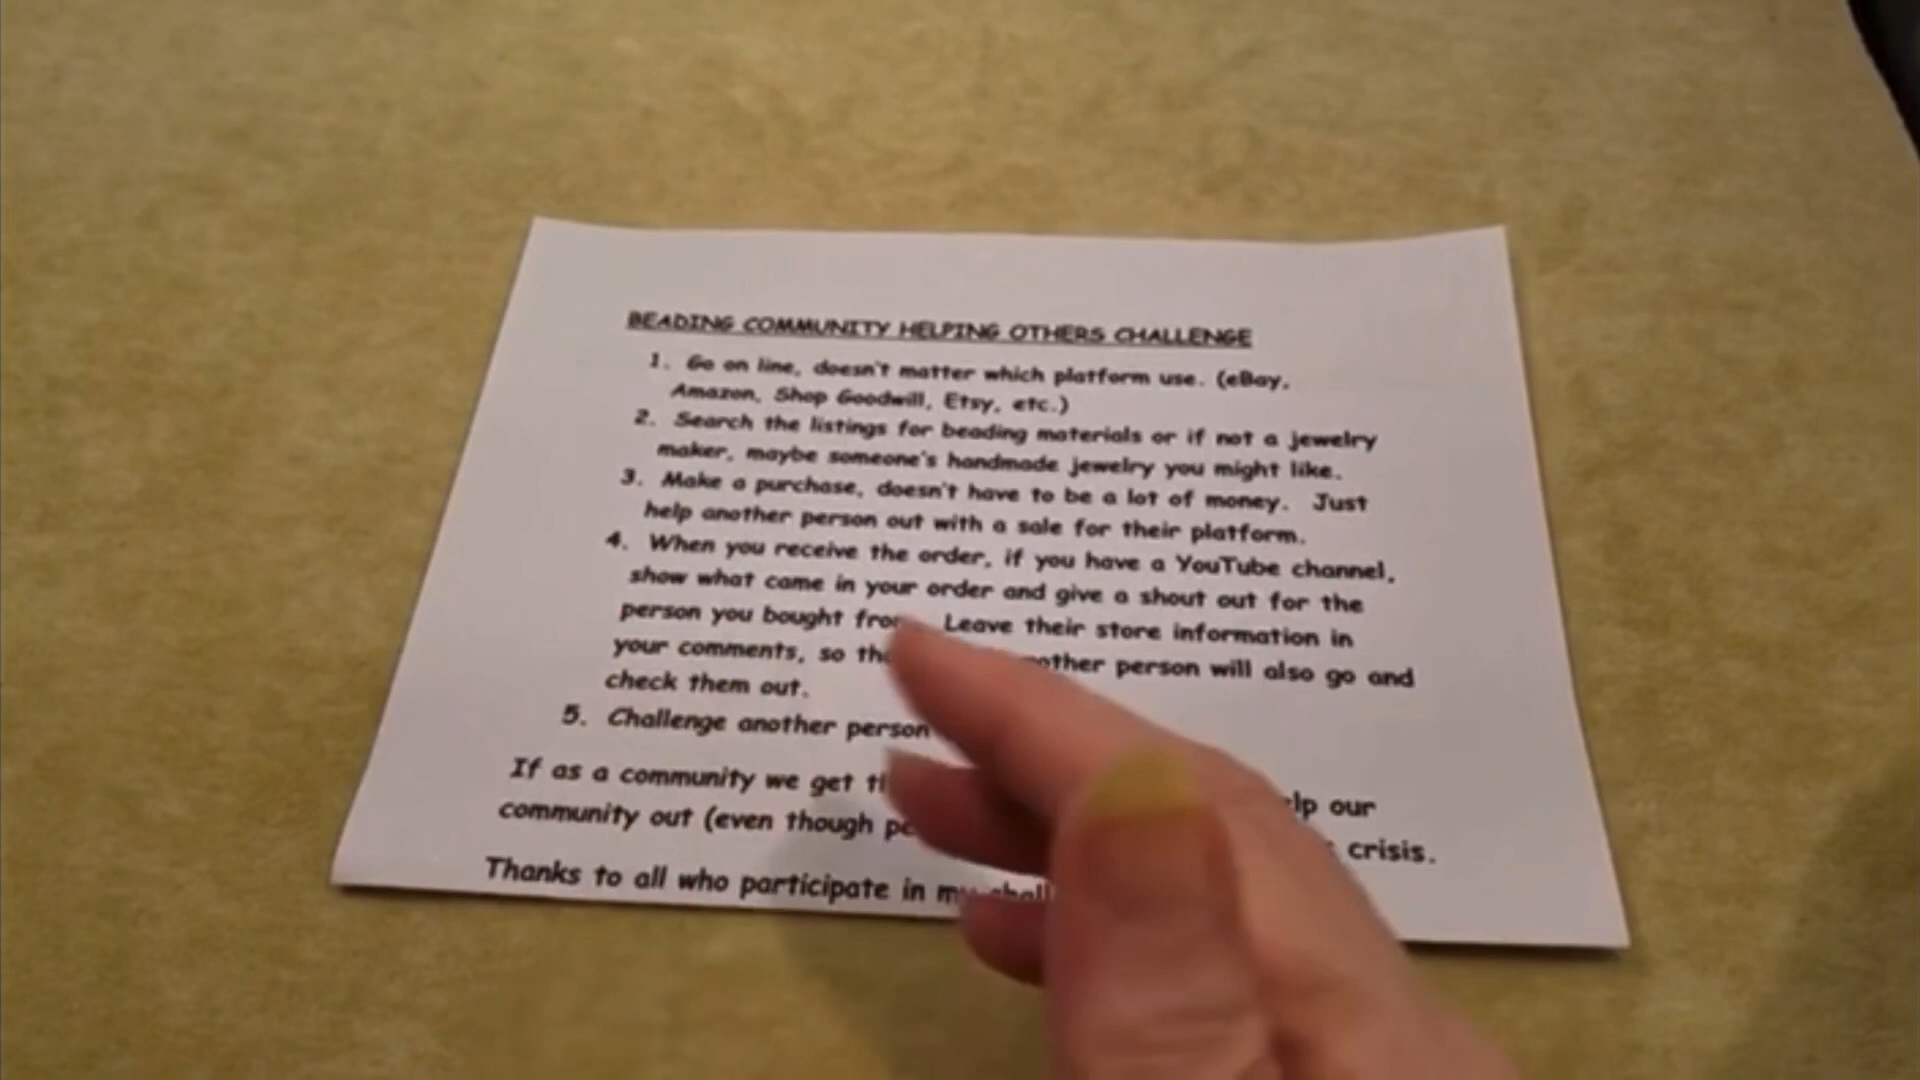 BEADING COMMUNITY HELPING OTHERS CHALLENGE
1. Go on line, doesn't matter which platform use. (eBay,
Amazon, Shop Goodwill, Etsy, etc.)
2. Search the listings for beading materials or if not a jewelry
maker, maybe someone's handmade jewelry you might like.
3. Make a purchase, doesn't have to be a lot of money. Just
help another person out with a sale for their platform.
4. When you receive the order, if you have a YouTube channel,
show what came in your order and give a shout out for the
person you bought Leave their store information in
your comments, so person will also go and
check them out.
5. Challenge another person
If as a community we get our
community out (even though crisis.
Thanks to all who participate in